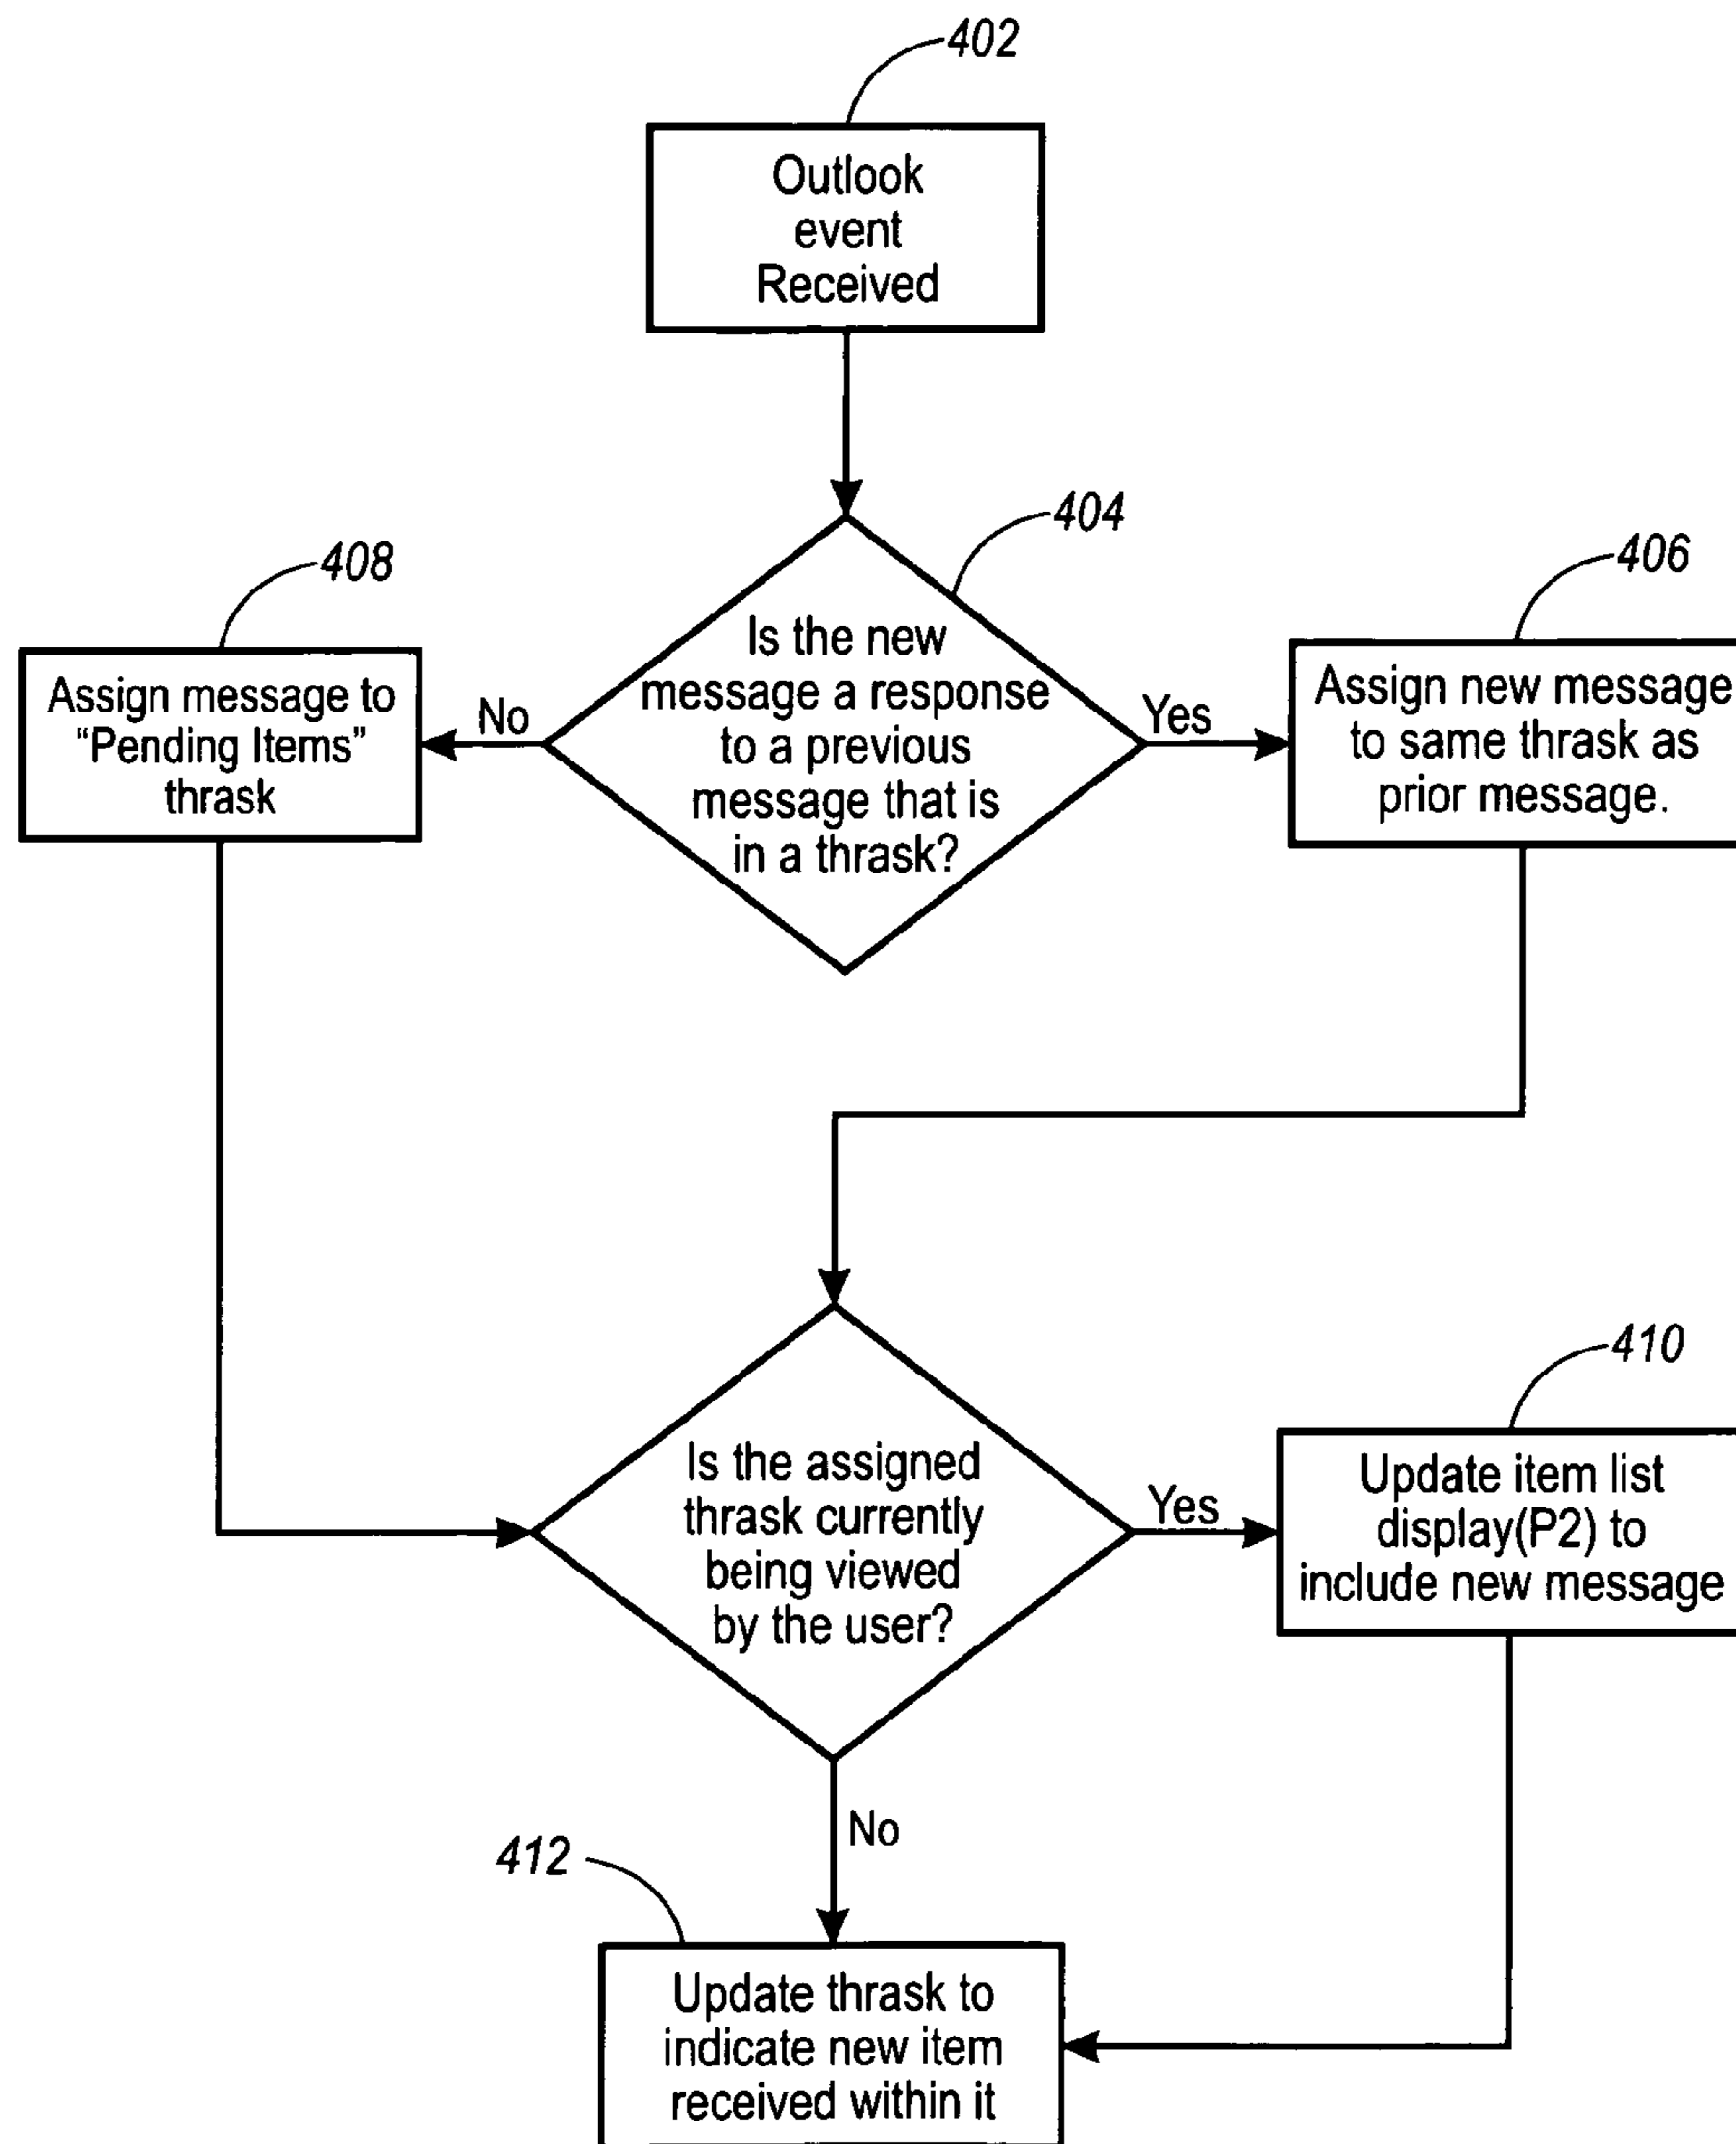 402
Outlook
event
Received
404
Is the new
message a response
to a previous
message that is
in a thrask?
408
Assign message to
“Pending Items”
thrask
No
Yes
406
Assign new message
to same thrask as
prior message.
Is the assigned
thrask currently
being viewed
by the user?
Yes
410
Update item list
display(P2) to
include new message
No
412
Update thrask to
indicate new item
received within it